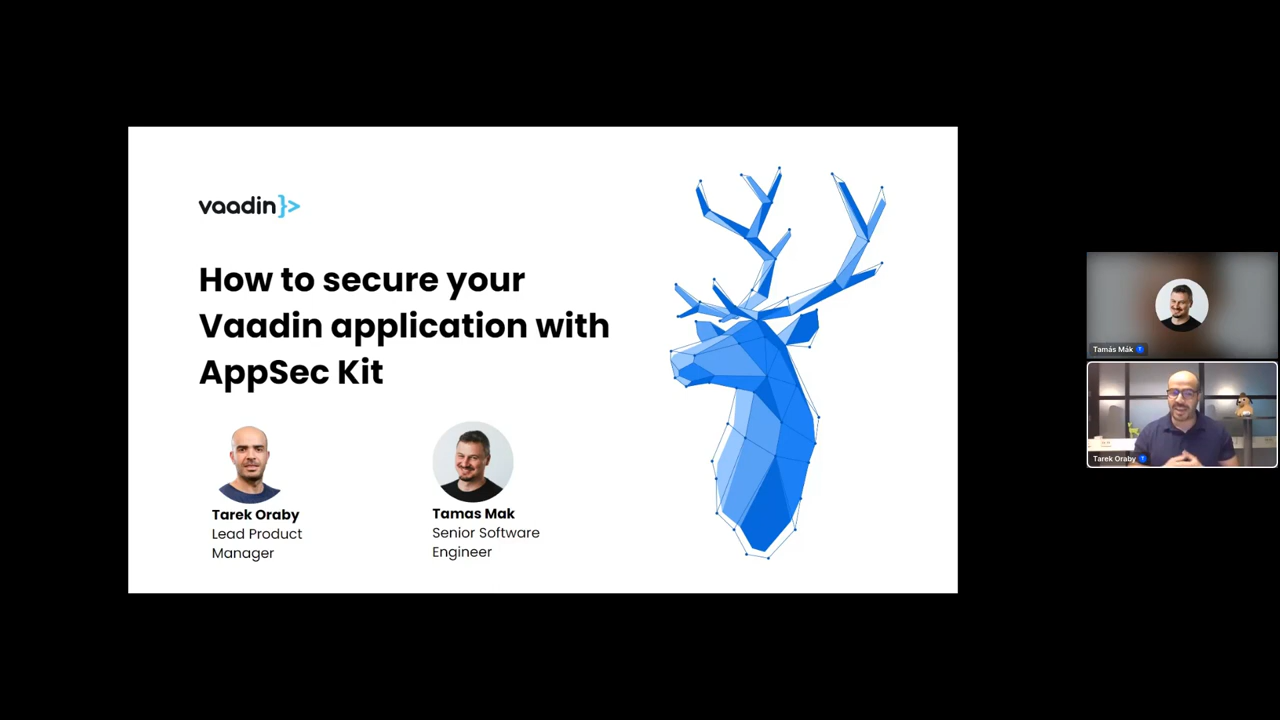 vaadin}>
How to secure your
Vaadin application with
AppSec Kit
Tarek Oraby
Lead Product
Manager
Tamas Mak
Senior Software
Engineer
Tamás Mák
Tarek Oraby